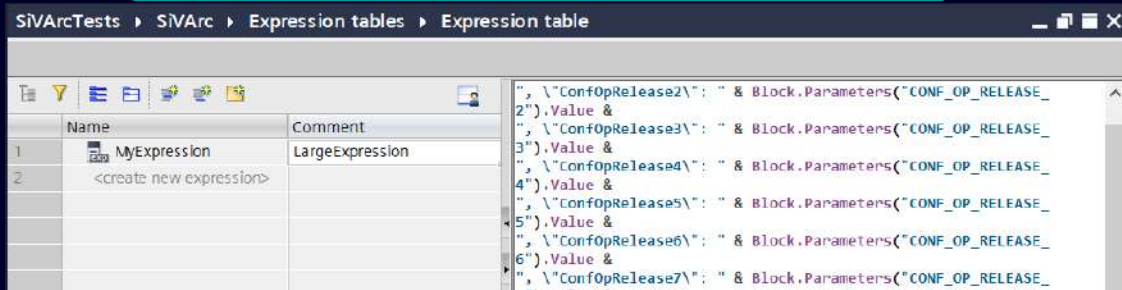 SiVArcTests ▸ SiVArc ▸ Expression tables ▸ Expression table
Name Comment
1 MyExpression LargeExpression
2 <create new expression>
", \"ConfOpRelease2\": " & Block.Parameters("CONF_OP_RELEASE_
2").Value &
", \"ConfOpRelease3\": " & Block.Parameters("CONF_OP_RELEASE_
3").Value &
", \"ConfOpRelease4\": " & Block.Parameters("CONF_OP_RELEASE_
4").Value &
", \"ConfOpRelease5\": " & Block.Parameters("CONF_OP_RELEASE_
5").Value &
", \"ConfOpRelease6\": " & Block.Parameters("CONF_OP_RELEASE_
6").Value &
", \"ConfOpRelease7\": " & Block.Parameters("CONF_OP_RELEASE_